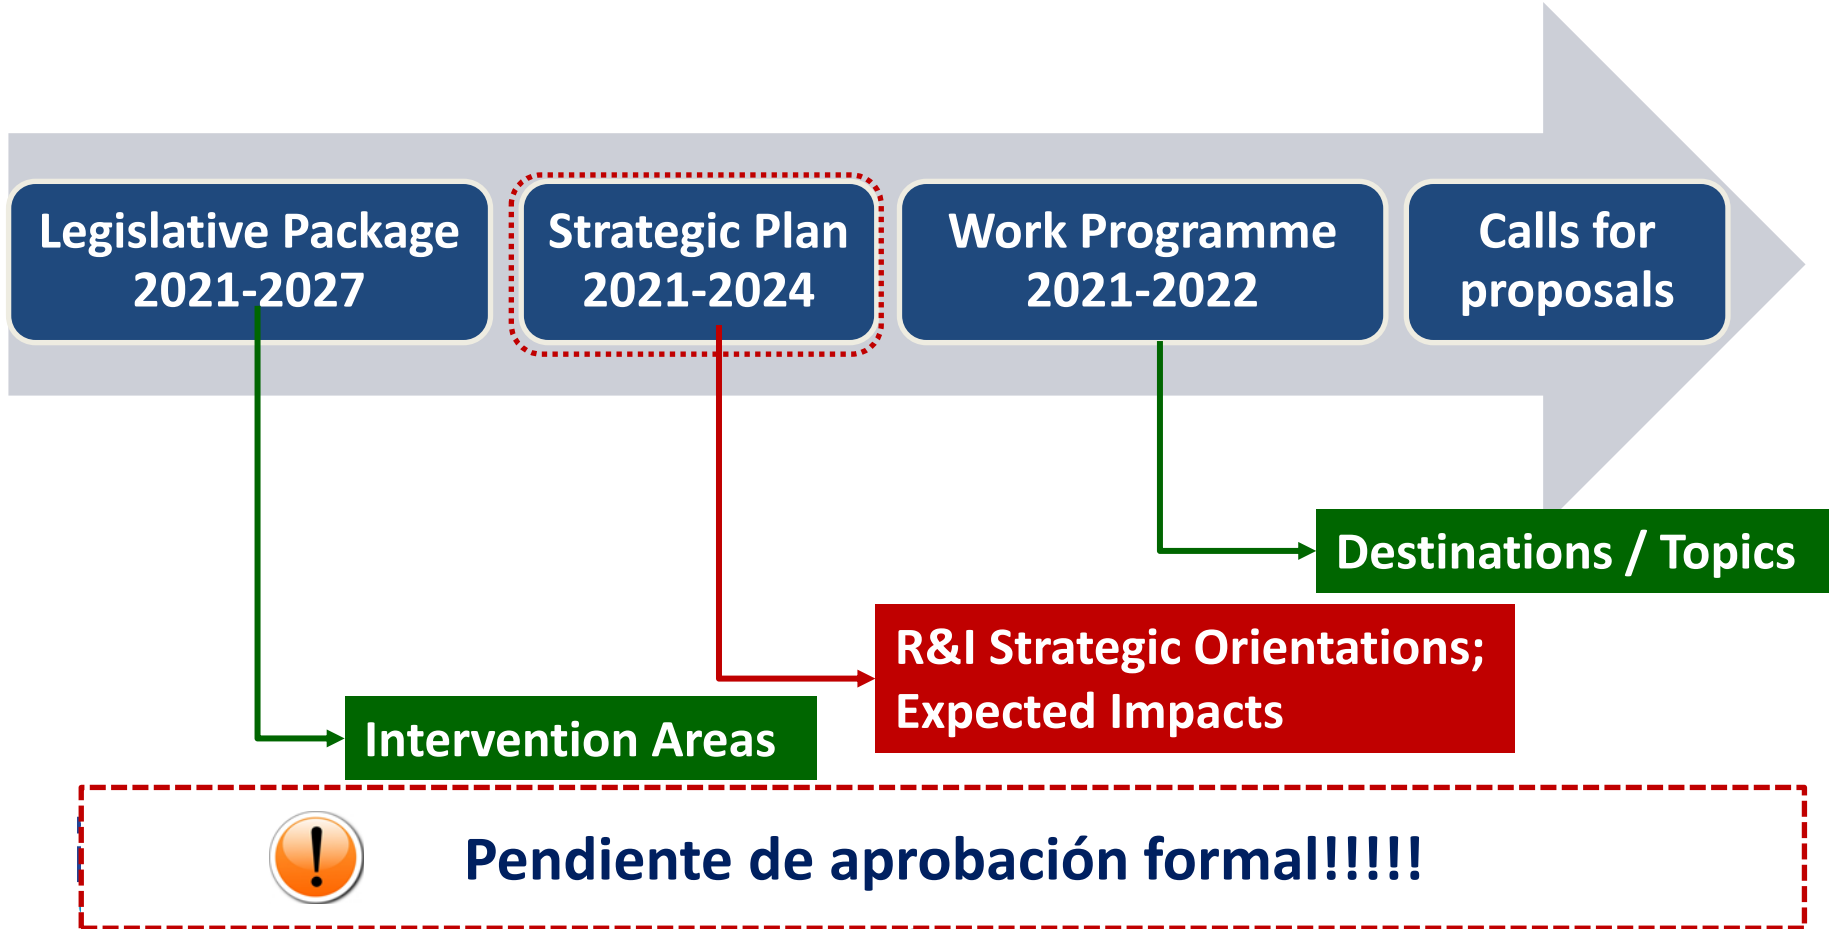 Legislative Package
2021-2027
Strategic Plan
2021-2024
Work Programme
2021-2022
Calls for
proposals
Destinations / Topics
R&I Strategic Orientations;
Expected Impacts
Intervention Areas
Pendiente de aprobación formal!!!!!